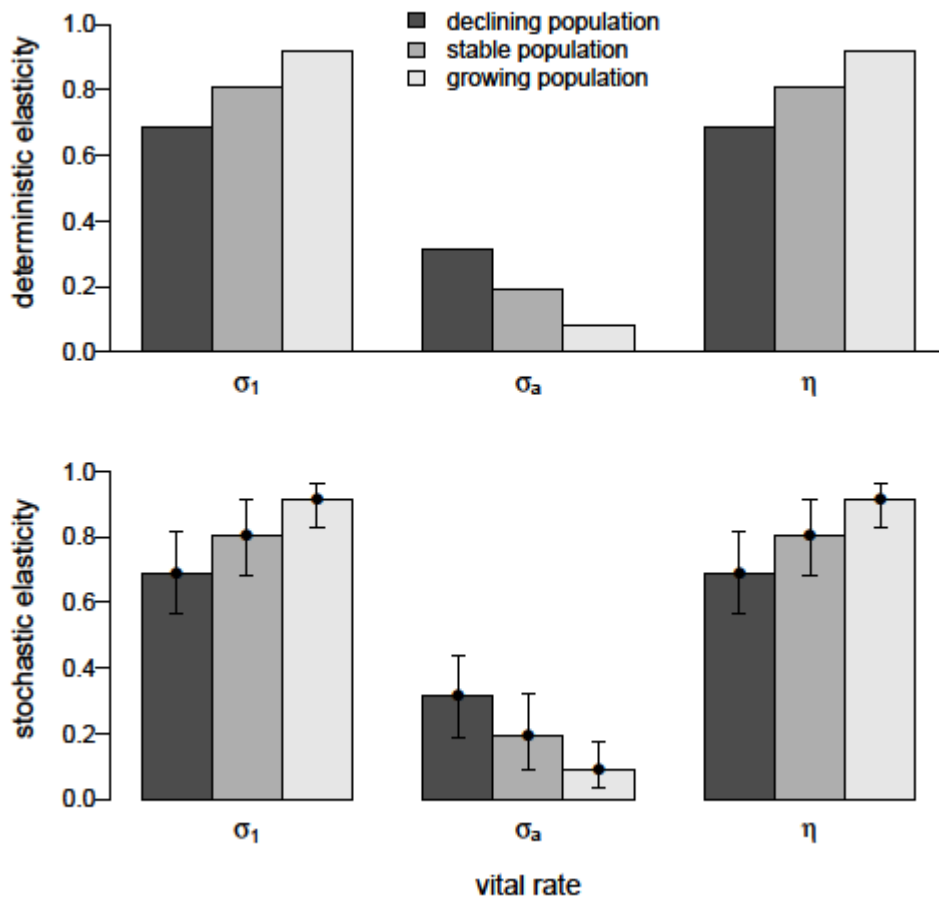 declining population
stable population
growing population
deterministic elasticity
1.0
0.8
0.6
0.4
0.2
0.0
σ₁ σₐ η
stochastic elasticity
1.0
0.8
0.6
0.4
0.2
0.0
σ₁ σₐ η
vital rate